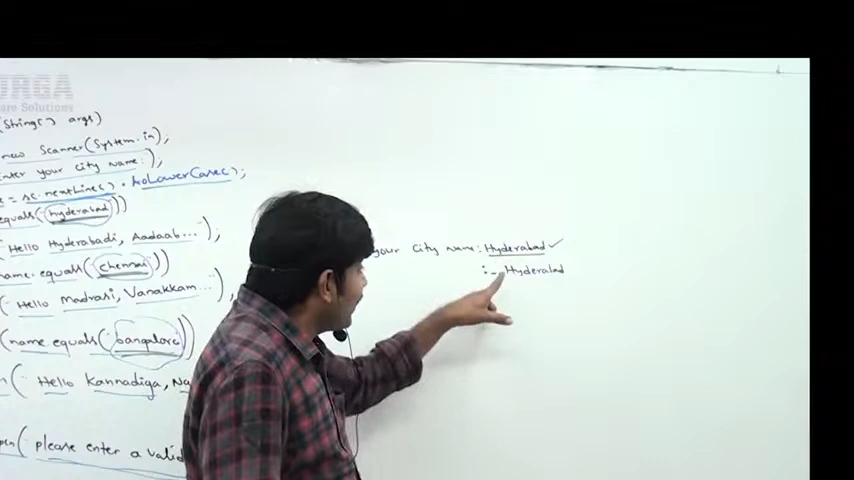 URGA
are Solutions
(String[] args)
new Scanner(System.in);
nter your city name:");
= sc.nextLine().toLowerCase();
equals("hyderabad"))
(" Hello Hyderabadi, Aadaab...");
name.equals("chennai"))
(" Hello Madrasi, Vanakkam...");
(name.equals("bangalore"))
n(" Hello Kannadiga, Na
("please enter a valid
your City name: Hyderabad ✓
:- Hyderabad